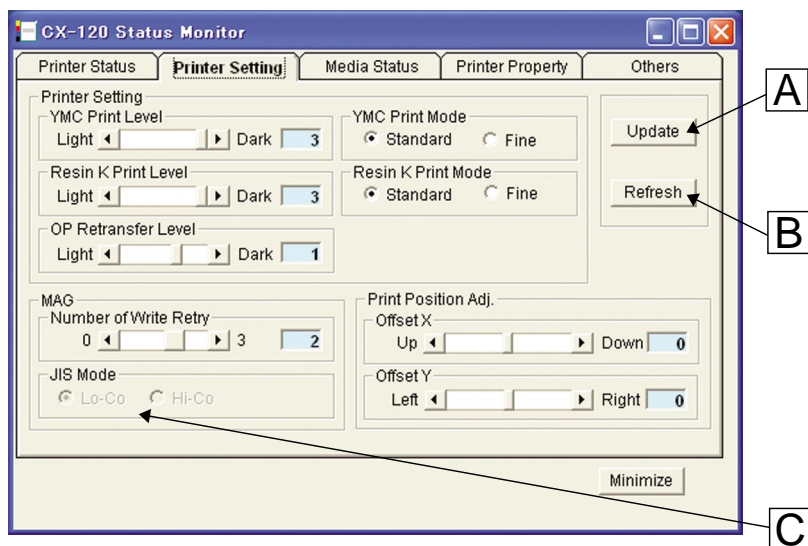 CX-120 Status Monitor
Printer Status Printer Setting Media Status Printer Property Others
Printer Setting
YMC Print Level
Light Dark 3
YMC Print Mode
Standard Fine
Resin K Print Level
Light Dark 3
Resin K Print Mode
Standard Fine
OP Retransfer Level
Light Dark 1
Update
Refresh
MAG
Number of Write Retry
0 3 2
JIS Mode
Lo-Co Hi-Co
Print Position Adj.
Offset X
Up Down 0
Offset Y
Left Right 0
Minimize
A
B
C